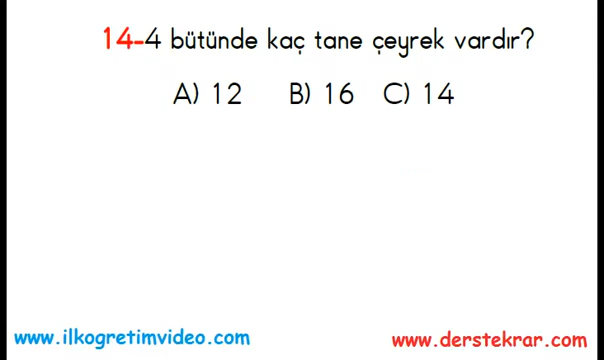 14-4 bütünde kaç tane çeyrek vardır?
A) 12 B) 16 C) 14
www.ilkogretimvideo.com
www.derstekrar.com